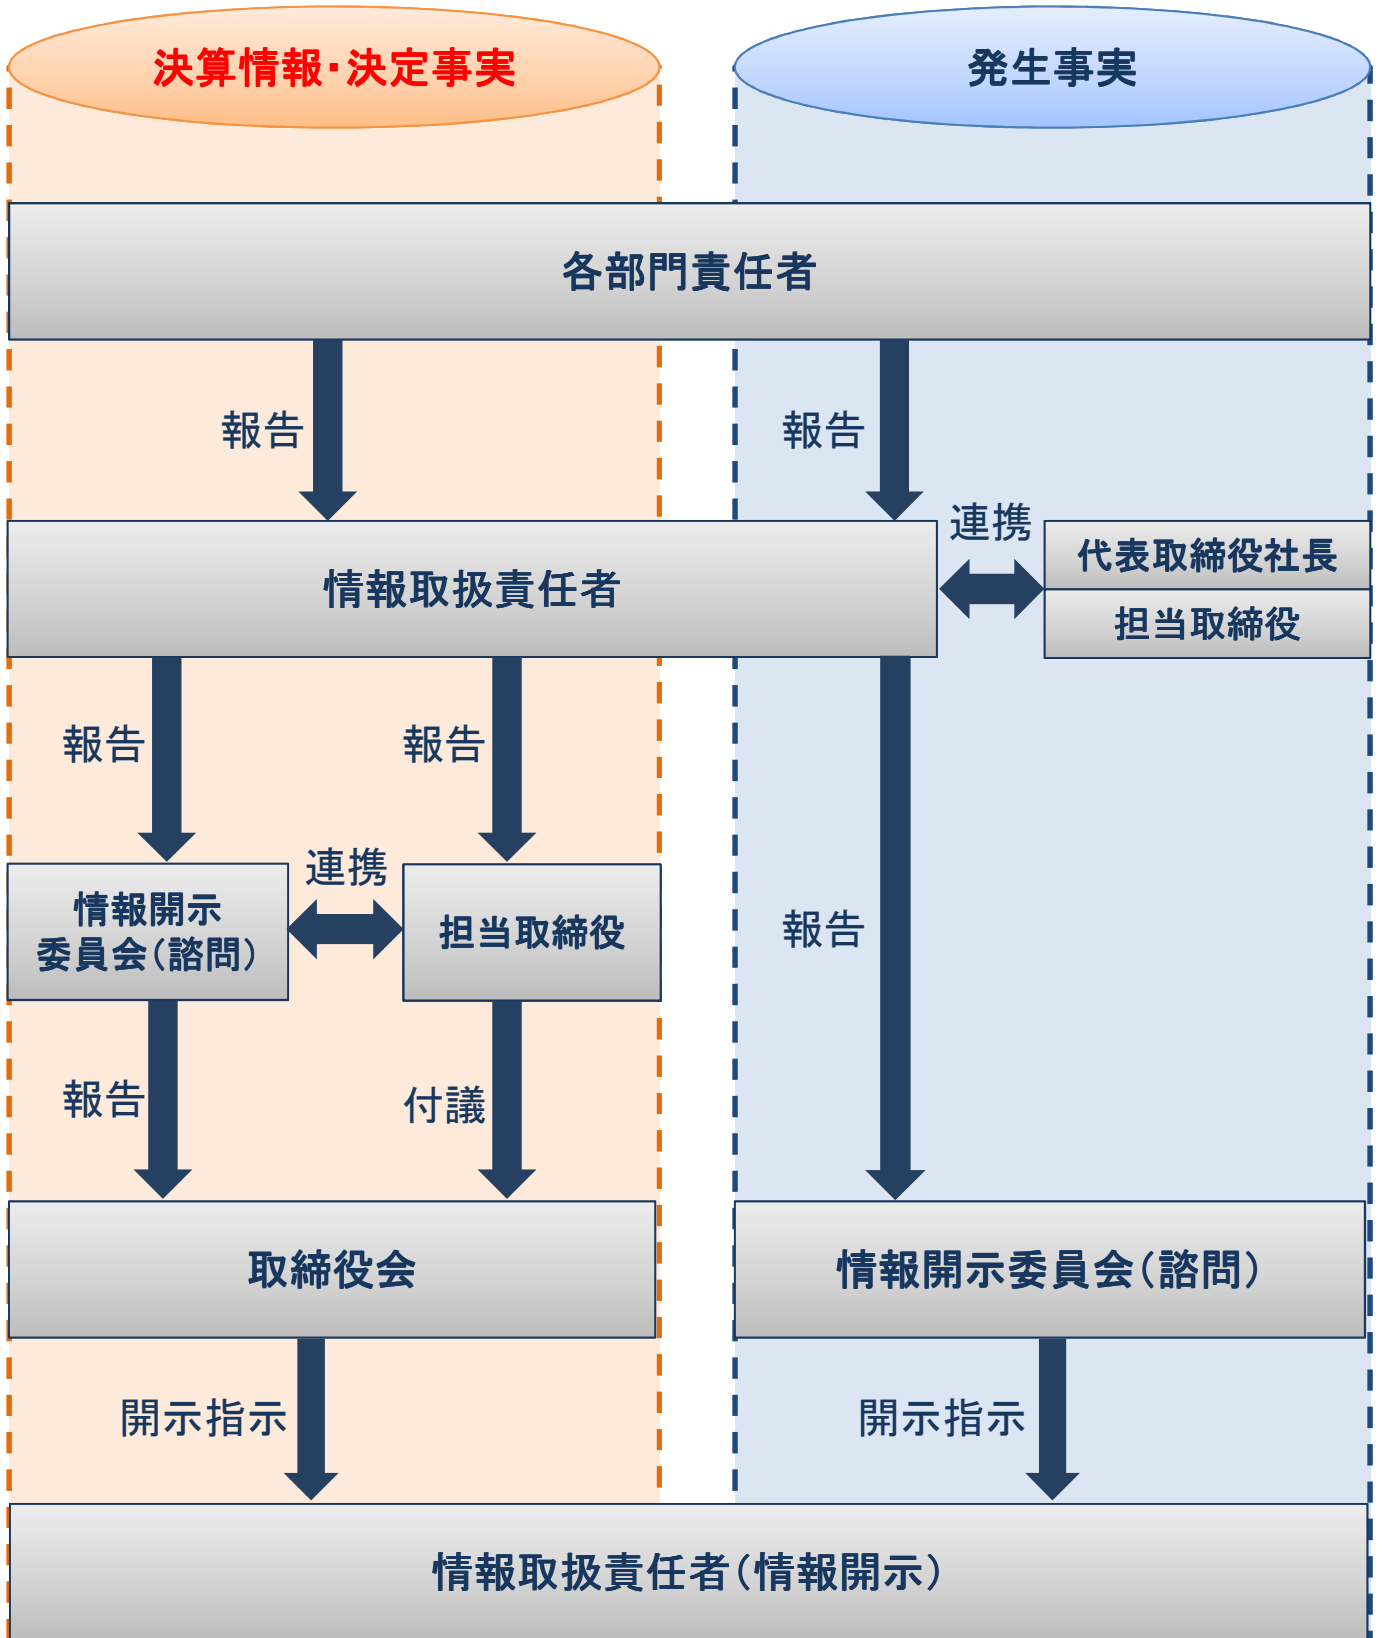 決算情報・決定事実
発生事実
各部門責任者
報告
報告
連携
情報取扱責任者
代表取締役社長
担当取締役
報告
報告
報告
連携
情報開示
委員会（諮問）
担当取締役
報告
付議
取締役会
情報開示委員会（諮問）
開示指示
開示指示
情報取扱責任者（情報開示）